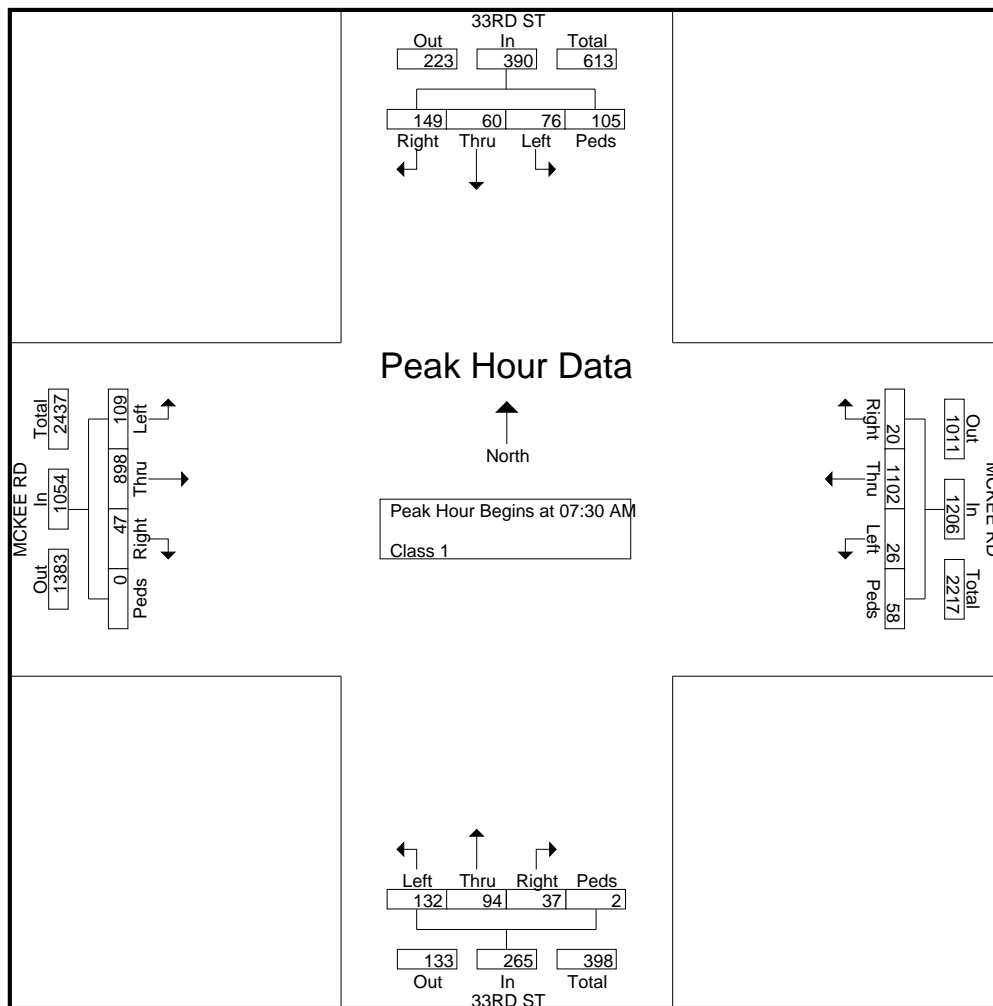 33RD ST
Out In Total
223 390 613
149 60 76 105
Right Thru Left Peds
Peak Hour Data
North
Peak Hour Begins at 07:30 AM
Class 1
MCKEE RD
Out In Total
1383 1054 2437
0 47 898 109
Peds Right Thru Left
MCKEE RD
Out In Total
1011 1206 2217
20 1102 26 58
Right Thru Left Peds
Left Thru Right Peds
132 94 37 2
133 265 398
Out In Total
33RD ST